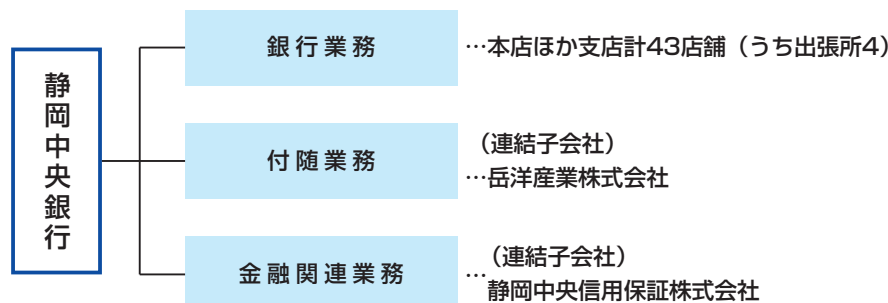 静岡中央銀行
銀行業務
…本店ほか支店計43店舗（うち出張所4）
付随業務
（連結子会社）
…岳洋産業株式会社
金融関連業務
（連結子会社）
…静岡中央信用保証株式会社